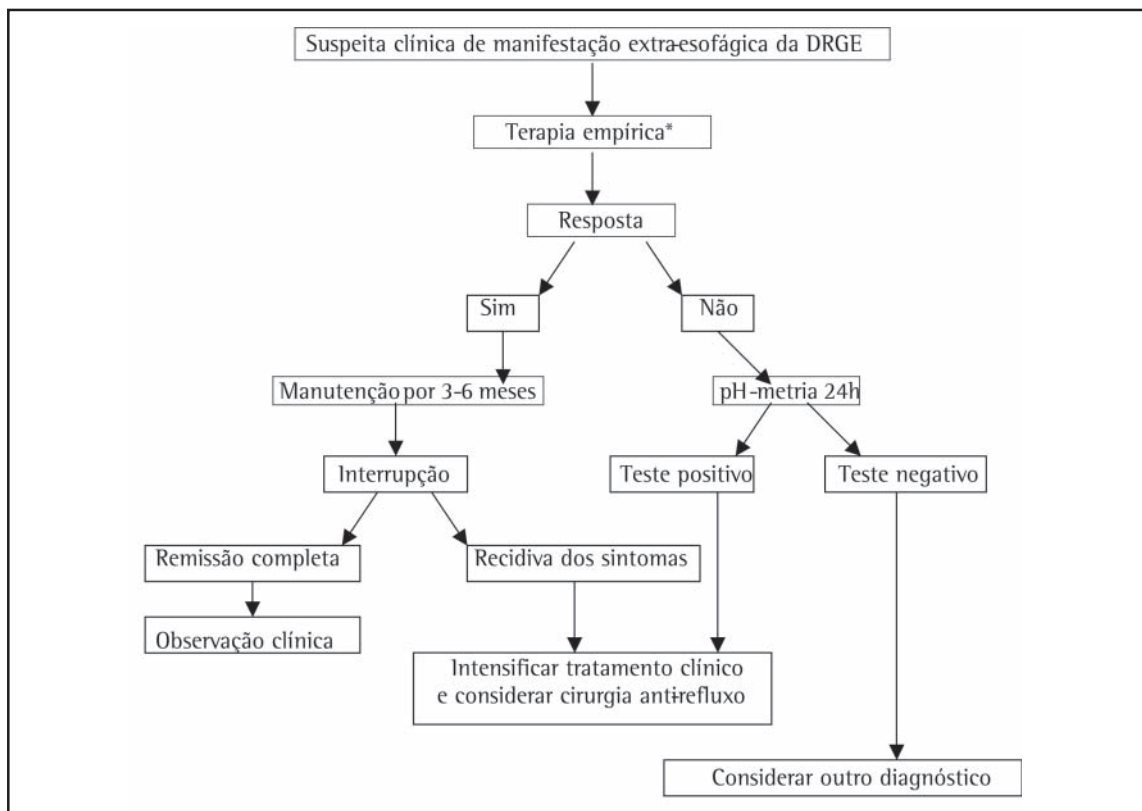 Suspeita clínica de manifestação extra-esofágica da DRGE
Terapia empírica*
Resposta
Sim
Não
Manutenção por 3-6 meses
pH-metria 24h
Interrupção
Teste positivo
Teste negativo
Remissão completa
Recidiva dos sintomas
Observação clínica
Intensificar tratamento clínico
e considerar cirurgia anti-refluxo
Considerar outro diagnóstico